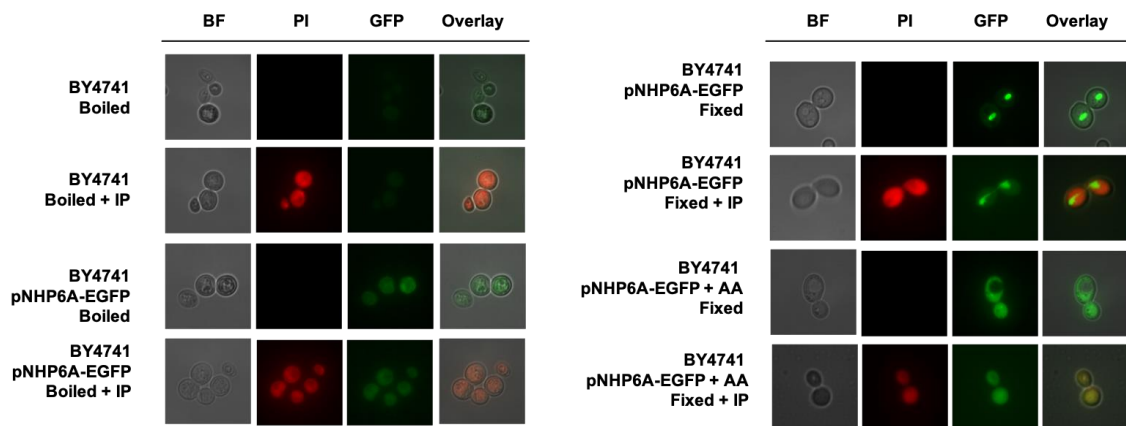 BF PI GFP Overlay
BY4741
Boiled
BY4741
Boiled + IP
BY4741
pNHP6A-EGFP
Boiled
BY4741
pNHP6A-EGFP
Boiled + IP
BF PI GFP Overlay
BY4741
pNHP6A-EGFP
Fixed
BY4741
pNHP6A-EGFP
Fixed + IP
BY4741
pNHP6A-EGFP + AA
Fixed
BY4741
pNHP6A-EGFP + AA
Fixed + IP